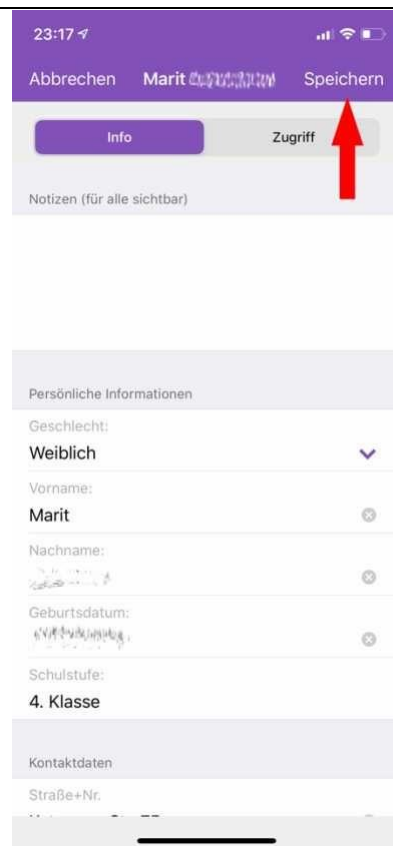 23:17
Abbrechen Marit Speichern
Info Zugriff
Notizen (für alle sichtbar)
Persönliche Informationen
Geschlecht:
Weiblich
Vorname:
Marit
Nachname:
Geburtsdatum:
Schulstufe:
4. Klasse
Kontaktdaten
Straße+Nr.